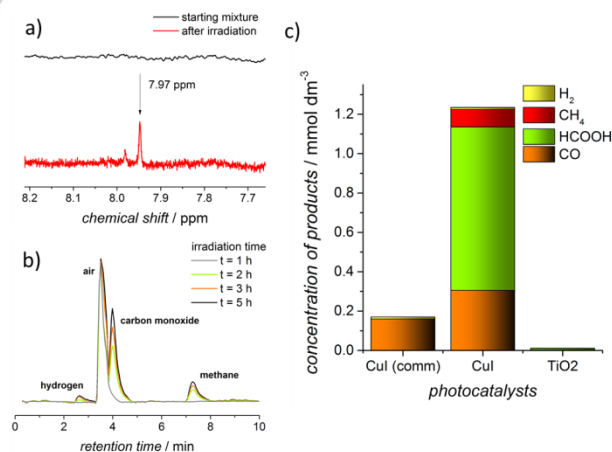 a)
starting mixture
after irradiation
7.97 ppm
8.2 8.1 8.0 7.9 7.8 7.7
chemical shift / ppm
b)
irradiation time
t = 1 h
t = 2 h
t = 3 h
t = 5 h
air
carbon monoxide
hydrogen
methane
0 2 4 6 8 10
retention time / min
c)
H2
CH4
HCOOH
CO
concentration of products / mmol dm-3
1.2
1.0
0.8
0.6
0.4
0.2
0.0
CuI (comm) CuI TiO2
photocatalysts